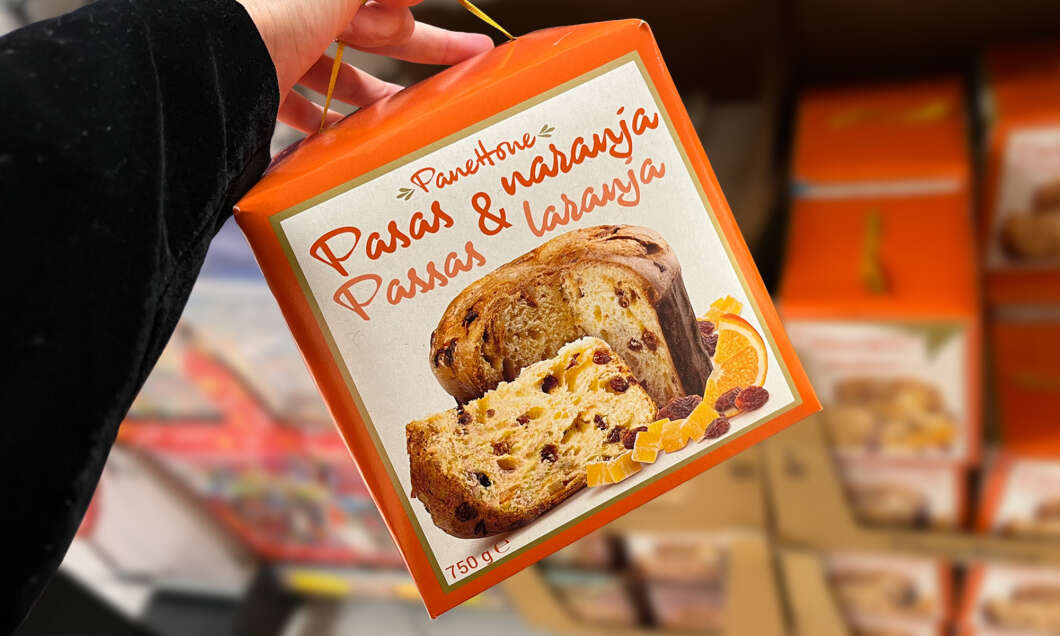 Panettone
Pasas & naranja
Passas laranja
750 g ℮